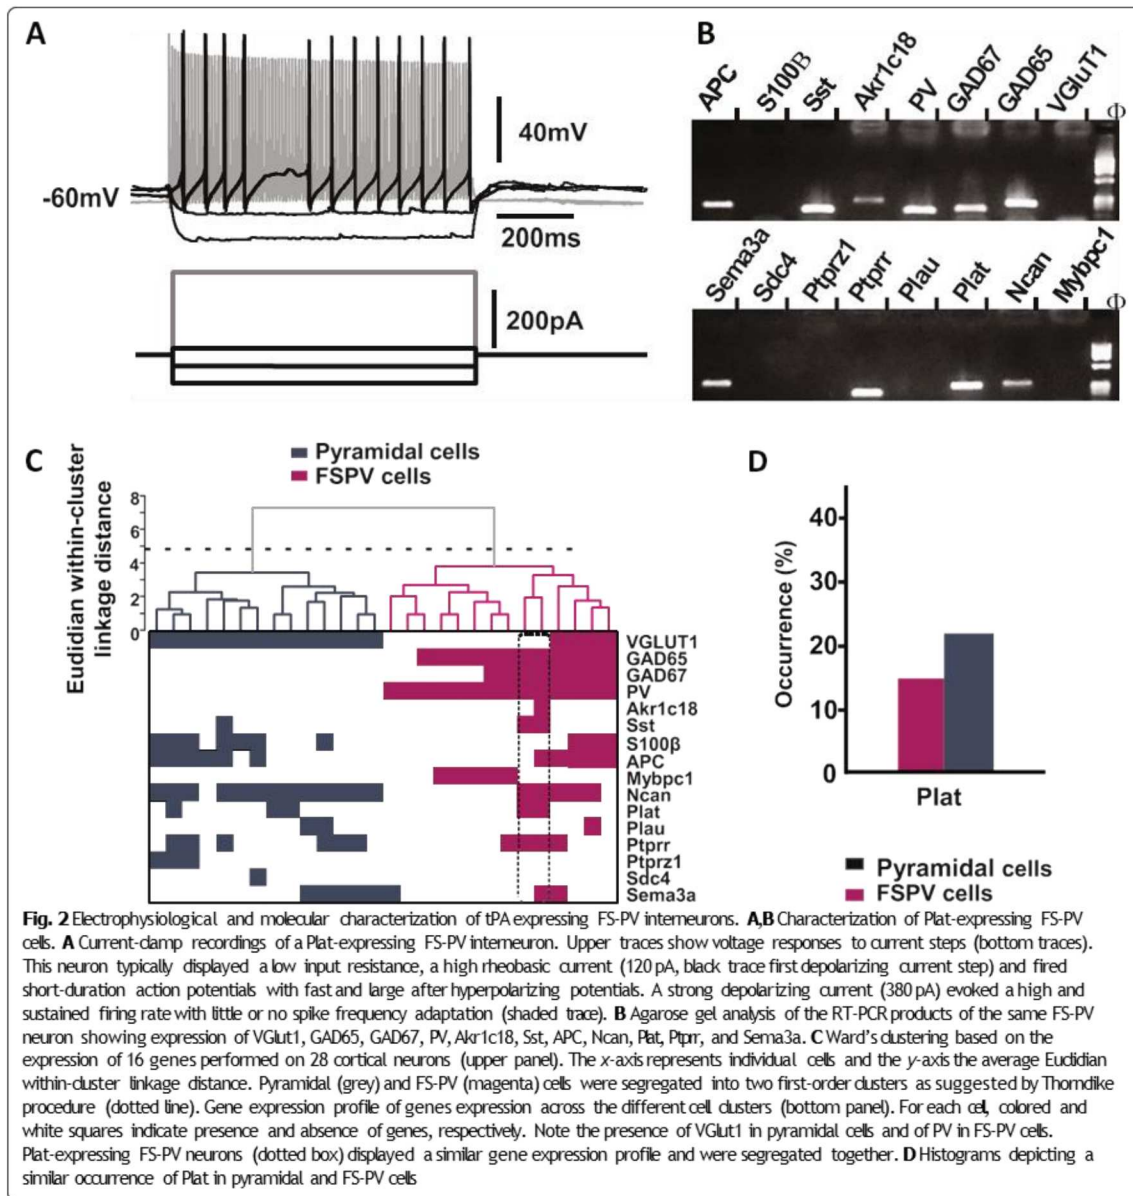 A
B
-60mV
40mV
200ms
200pA
APC
S100B
Sst
Akr1c18
PV
GAD67
GAD65
VGluT1
Φ
Sema3a
Sdc4
Ptprz1
Ptprr
Plau
Plat
Ncan
Mybpc1
Φ
C
Pyramidal cells
FSPV cells
Eudidian within-cluster
linkage distance
8
6
4
2
0
VGLUT1
GAD65
GAD67
PV
Akr1c18
Sst
S100β
APC
Mybpc1
Ncan
Plat
Plau
Ptprr
Ptprz1
Sdc4
Sema3a
D
Occurrence (%)
40
30
20
10
0
Plat
Pyramidal cells
FSPV cells
Fig. 2 Electrophysiological and molecular characterization of tPA expressing FS-PV interneurons. A,B Characterization of Plat-expressing FS-PV
cells. A Current-clamp recordings of a Plat-expressing FS-PV interneuron. Upper traces show voltage responses to current steps (bottom traces).
This neuron typically displayed a low input resistance, a high rheobasic current (120 pA, black trace first depolarizing current step) and fired
short-duration action potentials with fast and large after hyperpolarizing potentials. A strong depolarizing current (380 pA) evoked a high and
sustained firing rate with little or no spike frequency adaptation (shaded trace). B Agarose gel analysis of the RT-PCR products of the same FS-PV
neuron showing expression of VGlut1, GAD65, GAD67, PV, Akr1c18, Sst, APC, Ncan, Plat, Ptprr, and Sema3a. C Ward's clustering based on the
expression of 16 genes performed on 28 cortical neurons (upper panel). The x-axis represents individual cells and the y-axis the average Euclidian
within-cluster linkage distance. Pyramidal (grey) and FS-PV (magenta) cells were segregated into two first-order clusters as suggested by Thorndike
procedure (dotted line). Gene expression profile of genes expression across the different cell clusters (bottom panel). For each cell, colored and
white squares indicate presence and absence of genes, respectively. Note the presence of VGlut1 in pyramidal cells and of PV in FS-PV cells.
Plat-expressing FS-PV neurons (dotted box) displayed a similar gene expression profile and were segregated together. D Histograms depicting a
similar occurrence of Plat in pyramidal and FS-PV cells